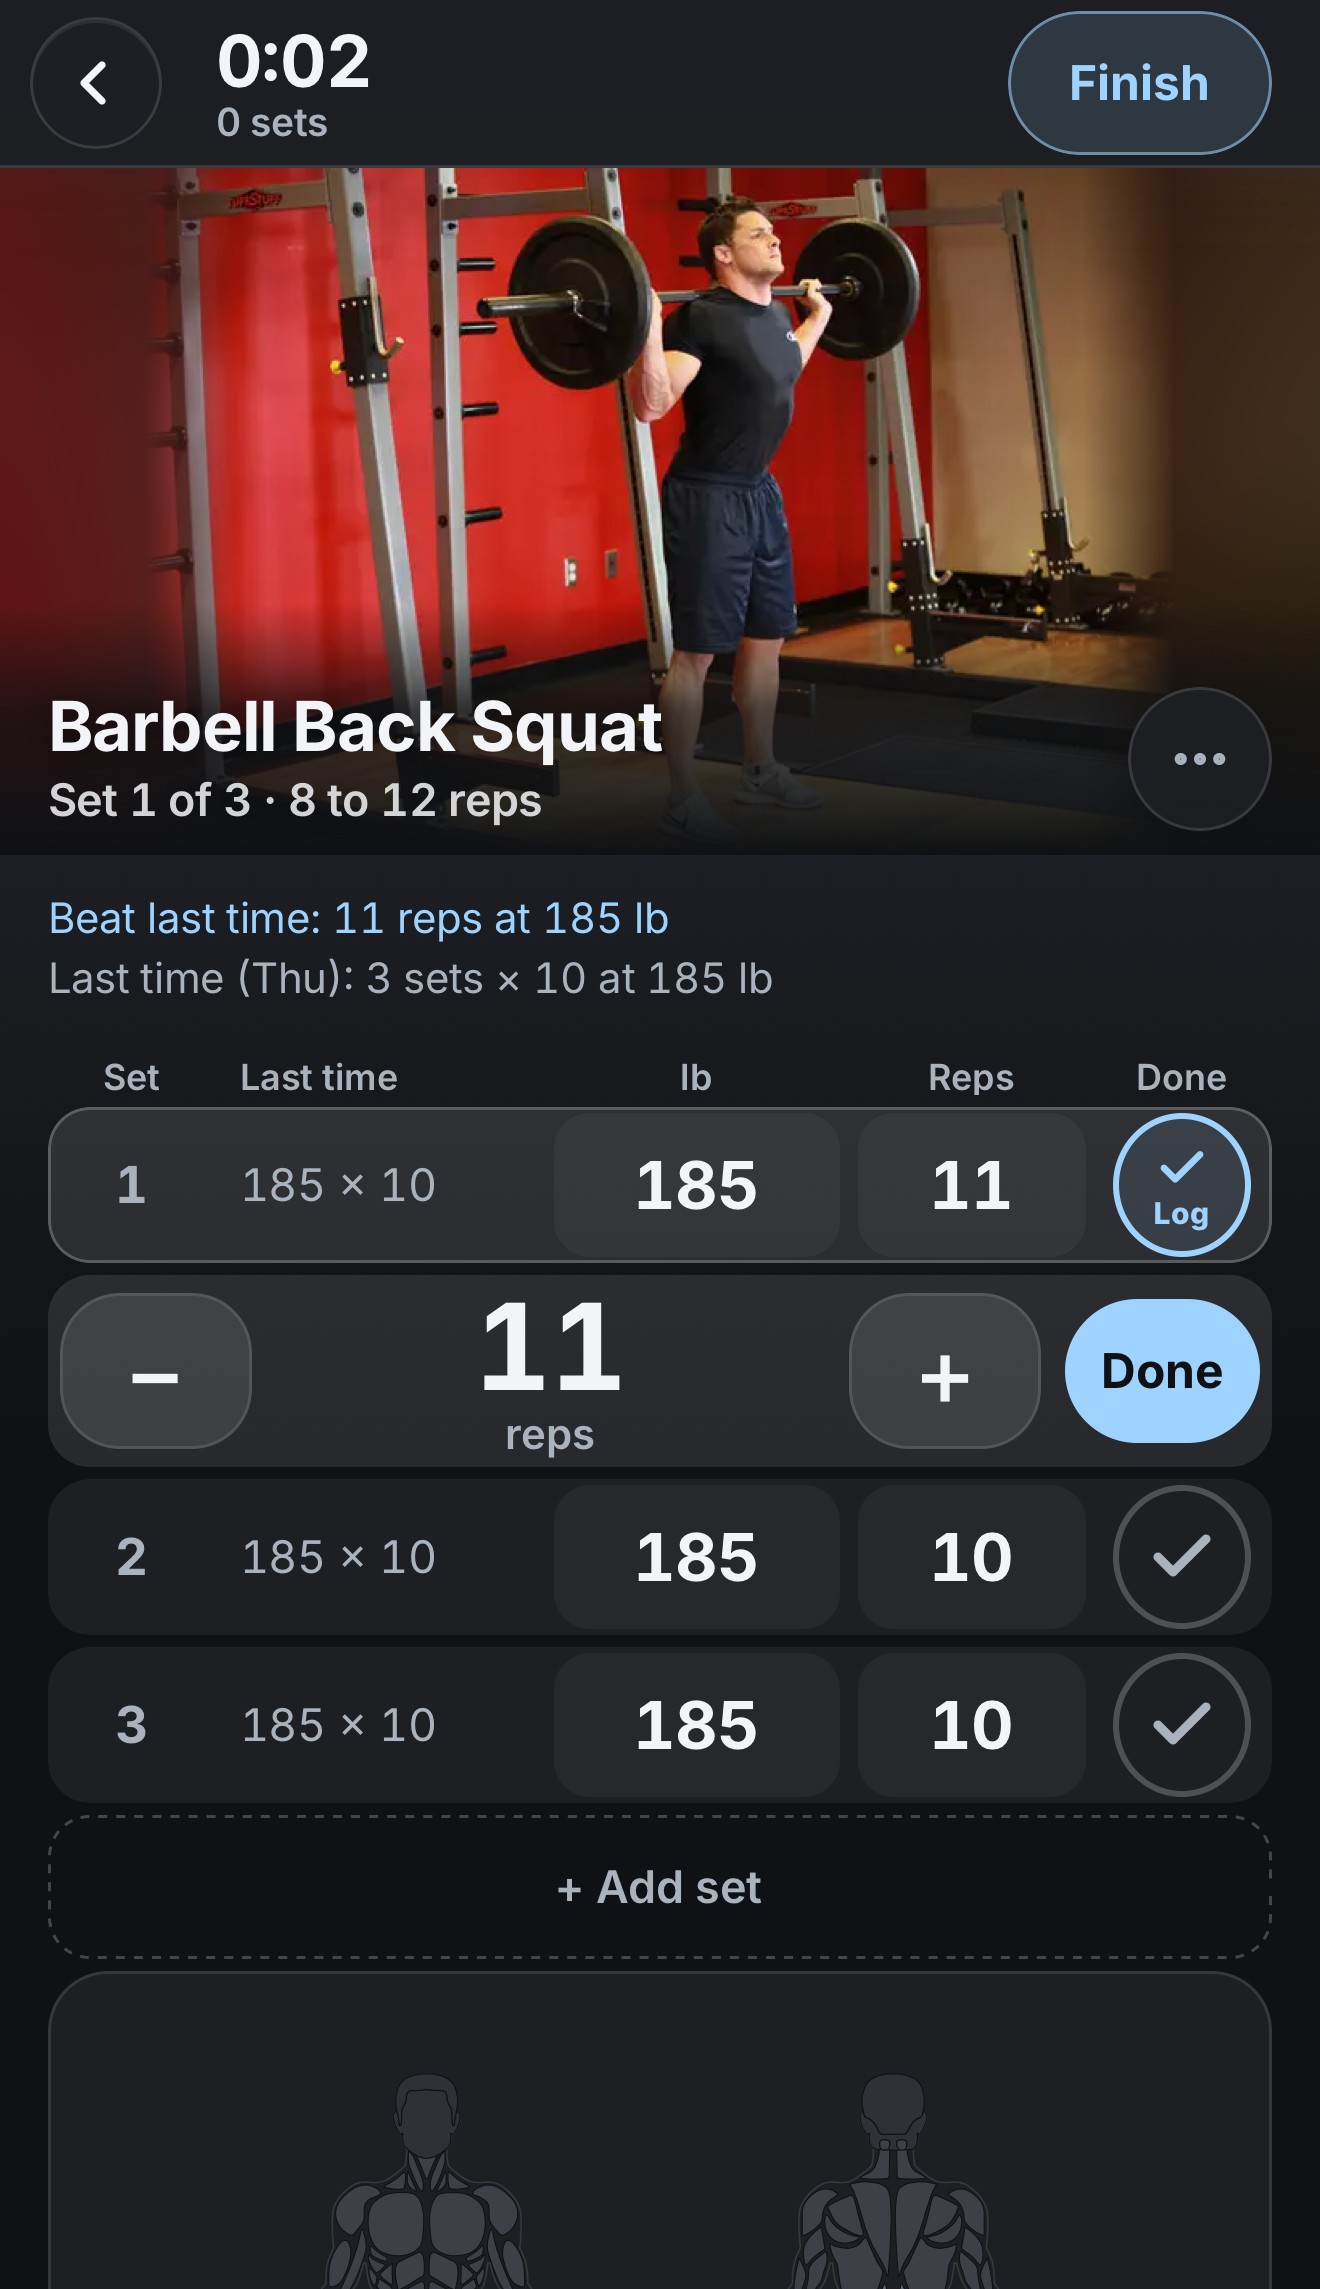 0:02
0 sets
Finish
TUFFSTUFF
Barbell Back Squat
Set 1 of 3 · 8 to 12 reps
Beat last time: 11 reps at 185 lb
Last time (Thu): 3 sets × 10 at 185 lb
Set Last time lb Reps Done
1 185 × 10 185 11 Log
− 11 + Done
reps
2 185 × 10 185 10
3 185 × 10 185 10
+ Add set